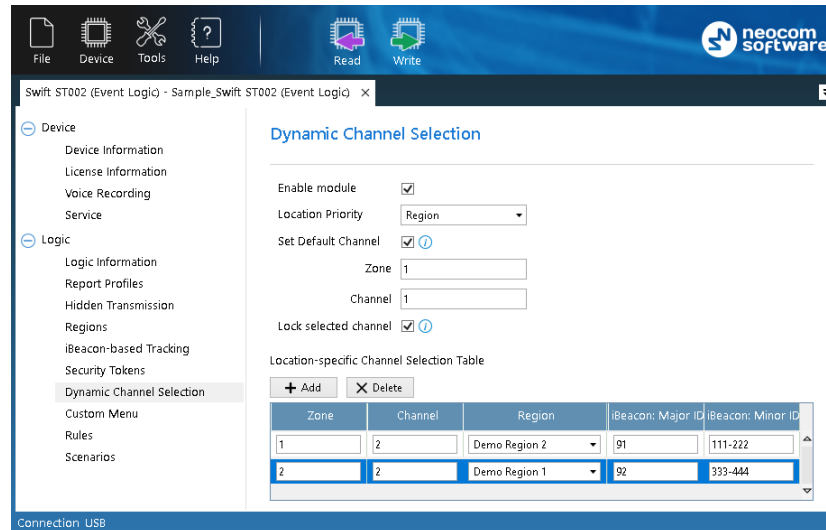 File Device Tools Help Read Write
neocom
software
Swift ST002 (Event Logic) - Sample_Swift ST002 (Event Logic)
Device
Device Information
License Information
Voice Recording
Service
Logic
Logic Information
Report Profiles
Hidden Transmission
Regions
iBeacon-based Tracking
Security Tokens
Dynamic Channel Selection
Custom Menu
Rules
Scenarios
Dynamic Channel Selection
Enable module
Location Priority Region
Set Default Channel
Zone 1
Channel 1
Lock selected channel
Location-specific Channel Selection Table
Add Delete
Zone Channel Region iBeacon: Major ID iBeacon: Minor ID
1 2 Demo Region 2 91 111-222
2 2 Demo Region 1 92 333-444
Connection USB